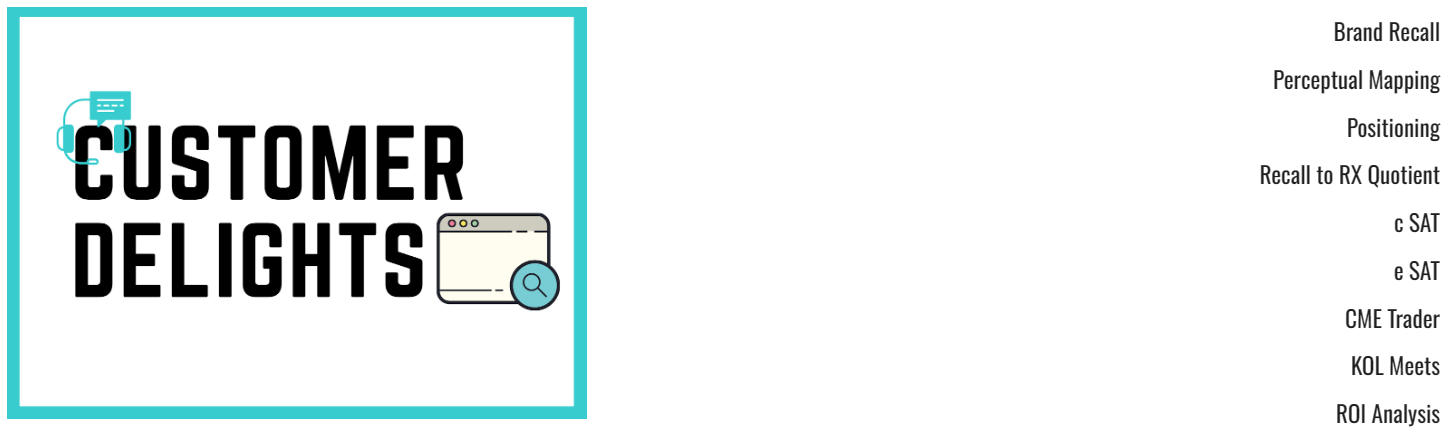 CUSTOMER
DELIGHTS
Brand Recall
Perceptual Mapping
Positioning
Recall to RX Quotient
c SAT
e SAT
CME Trader
KOL Meets
ROI Analysis